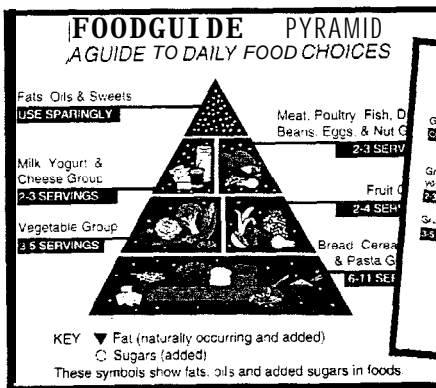 FOODGUIDE PYRAMID
A GUIDE TO DAILY FOOD CHOICES
Fats Oils & Sweets
USE SPARINGLY
Meat, Poultry Fish, D
Beans, Eggs, & Nut G
2-3 SERV
Milk Yogurt &
Cheese Group
2-3 SERVINGS
Fruit G
2-4 SER
Vegetable Group
3 5 SERVINGS
Bread Cerea
& Pasta G
6-11 SER
KEY ▼ Fat (naturally occurring and added)
Sugars (added)
These symbols show fats, oils and added sugars in foods.